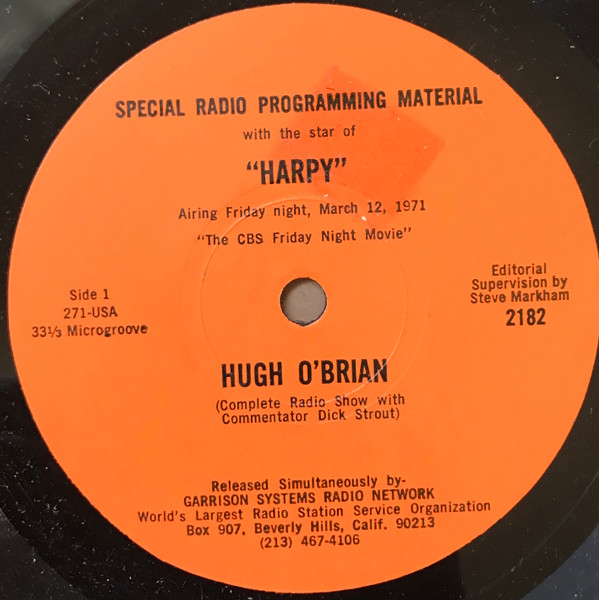 SPECIAL RADIO PROGRAMMING MATERIAL
with the star of
“HARPY”
Airing Friday night, March 12, 1971
“The CBS Friday Night Movie”
Side 1
271-USA
33⅓ Microgroove
Editorial
Supervision by
Steve Markham
2182
HUGH O’BRIAN
(Complete Radio Show with
Commentator Dick Strout)
Released Simultaneously by-
GARRISON SYSTEMS RADIO NETWORK
World's Largest Radio Station Service Organization
Box 907, Beverly Hills, Calif. 90213
(213) 467-4106